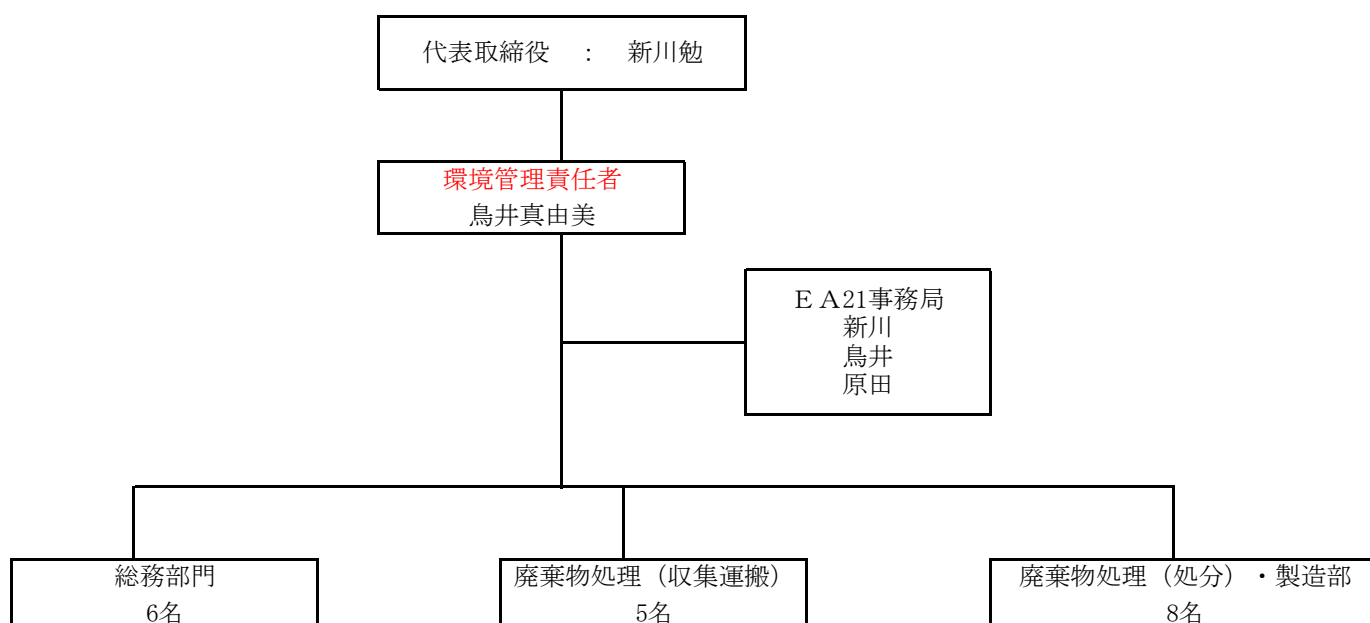 代表取締役　：　新川勉
環境管理責任者
鳥井真由美
ＥＡ21事務局
新川
鳥井
原田
総務部門
6名
廃棄物処理（収集運搬）
5名
廃棄物処理（処分）・製造部
8名